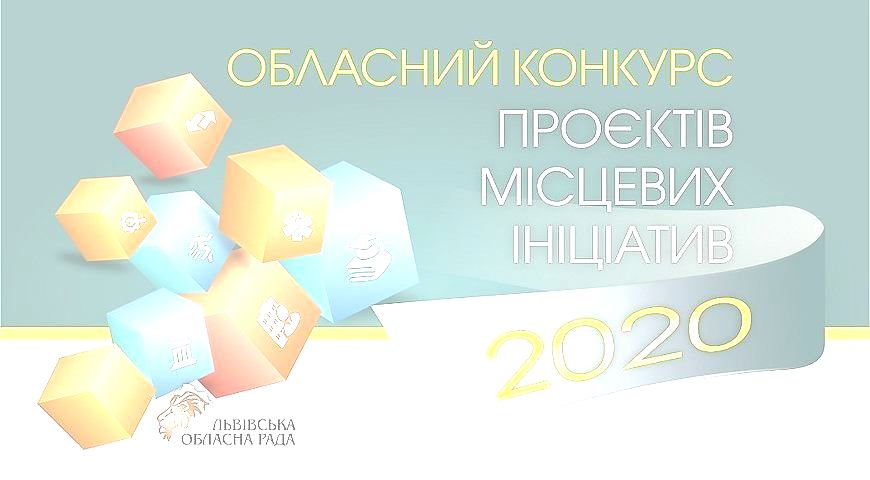 ОБЛАСНИЙ КОНКУРС
ПРОЄКТІВ
МІСЦЕВИХ
ІНІЦІАТИВ
2020
ЛЬВІВСЬКА
ОБЛАСНА РАДА